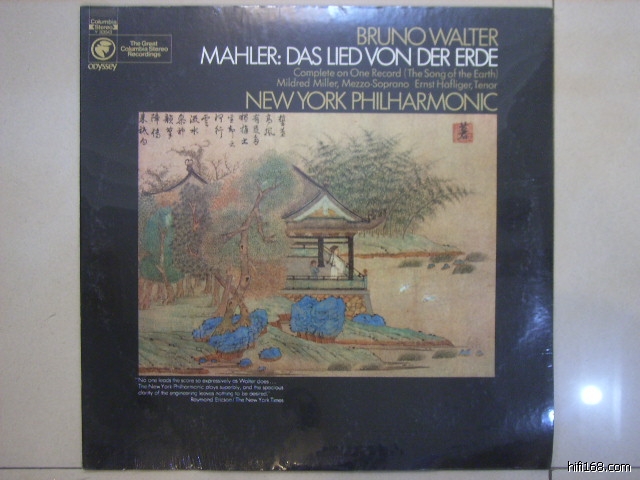 Columbia
Stereo
odyssey
The Great
Columbia Stereo
Recordings
BRUNO WALTER
MAHLER: DAS LIED VON DER ERDE
Complete on One Record (The Song of the Earth)
Mildred Miller, Mezzo-Soprano Ernst Häfliger, Tenor
NEW YORK PHILHARMONIC
"No one reads the score so expressively as Walter does....
The New York Philharmonic plays superbly, and the spacious
clarity of the engineering leaves nothing to be desired."
Raymond Ericson/The New York Times
hifi168.com